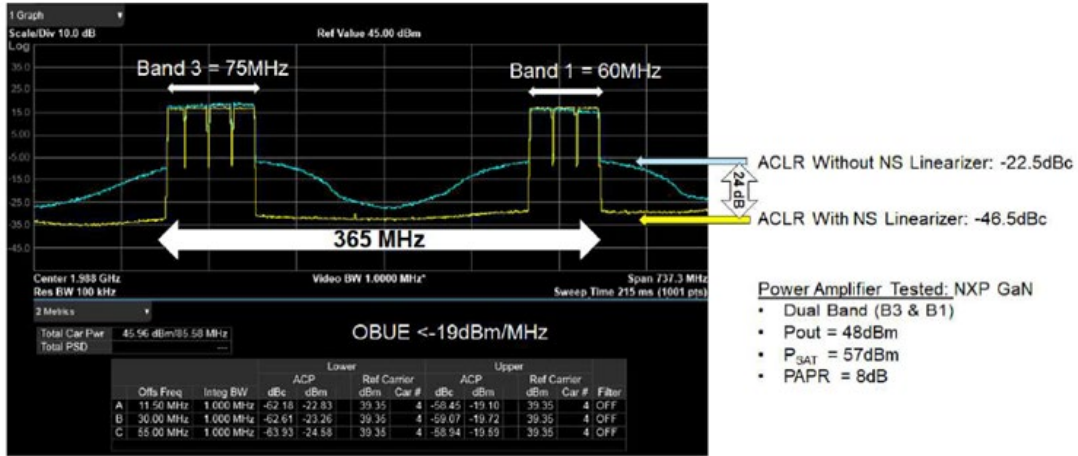 1 Graph
Scale/Div 10.0 dB
Ref Value 45.00 dBm
Log
35.0
25.0
15.0
5.00
-5.00
-15.0
-25.0
-35.0
-45.0
Band 3 = 75MHz
Band 1 = 60MHz
365 MHz
Center 1.988 GHz
Video BW 1.0000 MHz*
Span 737.3 MHz
Res BW 100 kHz
Sweep Time 215 ms (1001 pts)
2 Metrics
Total Car Pwr 45.96 dBm/85.58 MHz
Total PSD ---
OBUE <-19dBm/MHz
Lower Upper
ACP Ref Carrier ACP Ref Carrier
Offs Freq Integ BW dBc dBm dBm Car # dBc dBm dBm Car # Filter
A 11.50 MHz 1.000 MHz -62.18 -22.83 39.35 4 -58.45 -19.10 39.35 4 OFF
B 30.00 MHz 1.000 MHz -62.61 -23.26 39.35 4 -59.07 -19.72 39.35 4 OFF
C 55.00 MHz 1.000 MHz -63.93 -24.58 39.35 4 -58.94 -19.59 39.35 4 OFF
ACLR Without NS Linearizer: -22.5dBc
24 dB
ACLR With NS Linearizer: -46.5dBc
Power Amplifier Tested: NXP GaN
• Dual Band (B3 & B1)
• Pout = 48dBm
• PSAT = 57dBm
• PAPR = 8dB